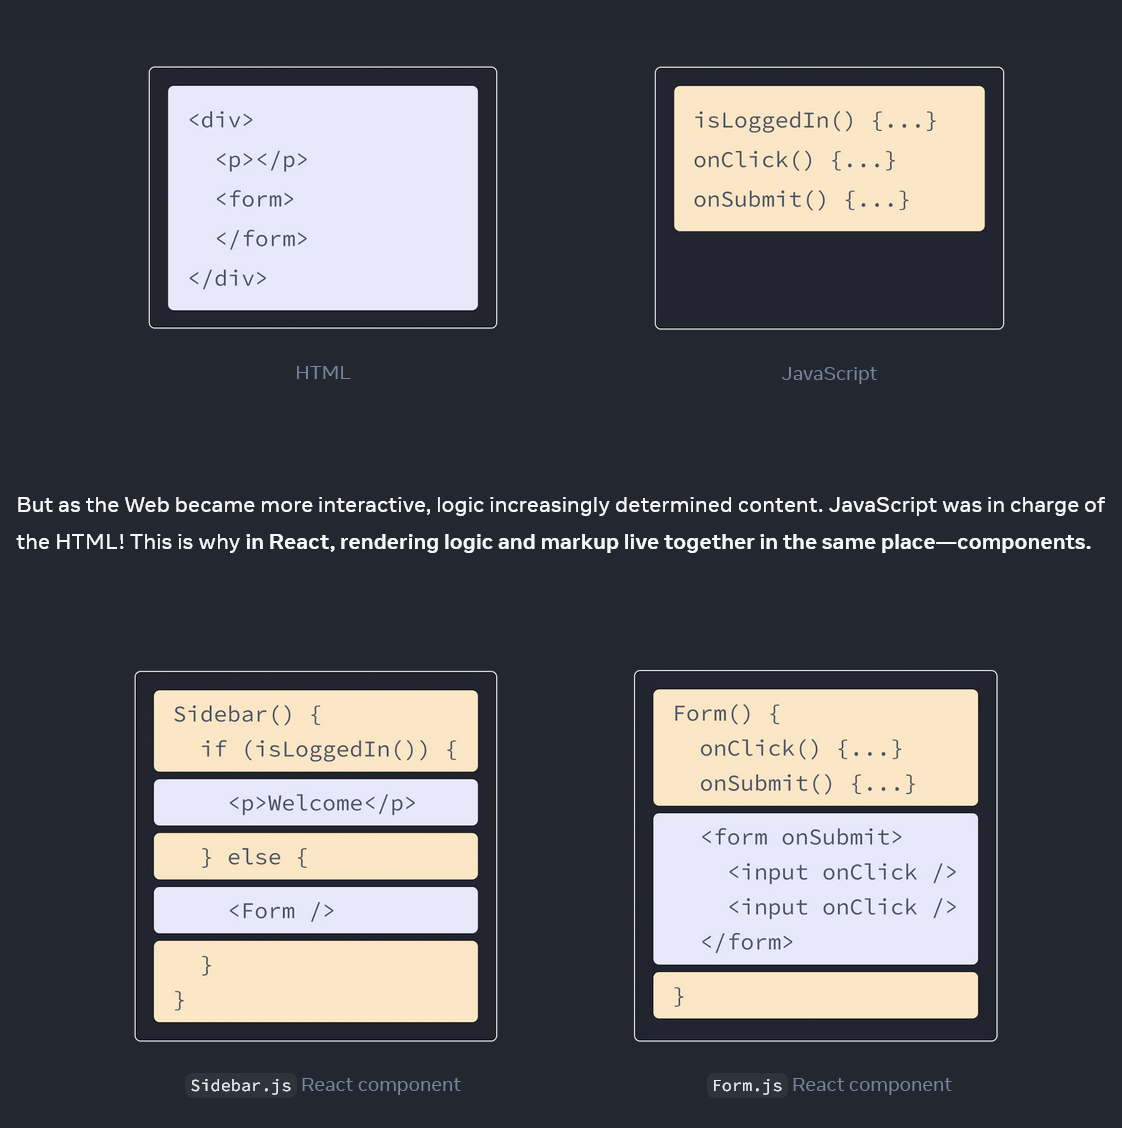 <div>
  <p></p>
  <form>
  </form>
</div>
HTML
isLoggedIn() {...}
onClick() {...}
onSubmit() {...}
JavaScript
But as the Web became more interactive, logic increasingly determined content. JavaScript was in charge of
the HTML! This is why in React, rendering logic and markup live together in the same place—components.
Sidebar() {
  if (isLoggedIn()) {
    <p>Welcome</p>
  } else {
    <Form />
  }
}
Sidebar.js React component
Form() {
  onClick() {...}
  onSubmit() {...}
  <form onSubmit>
    <input onClick />
    <input onClick />
  </form>
}
Form.js React component